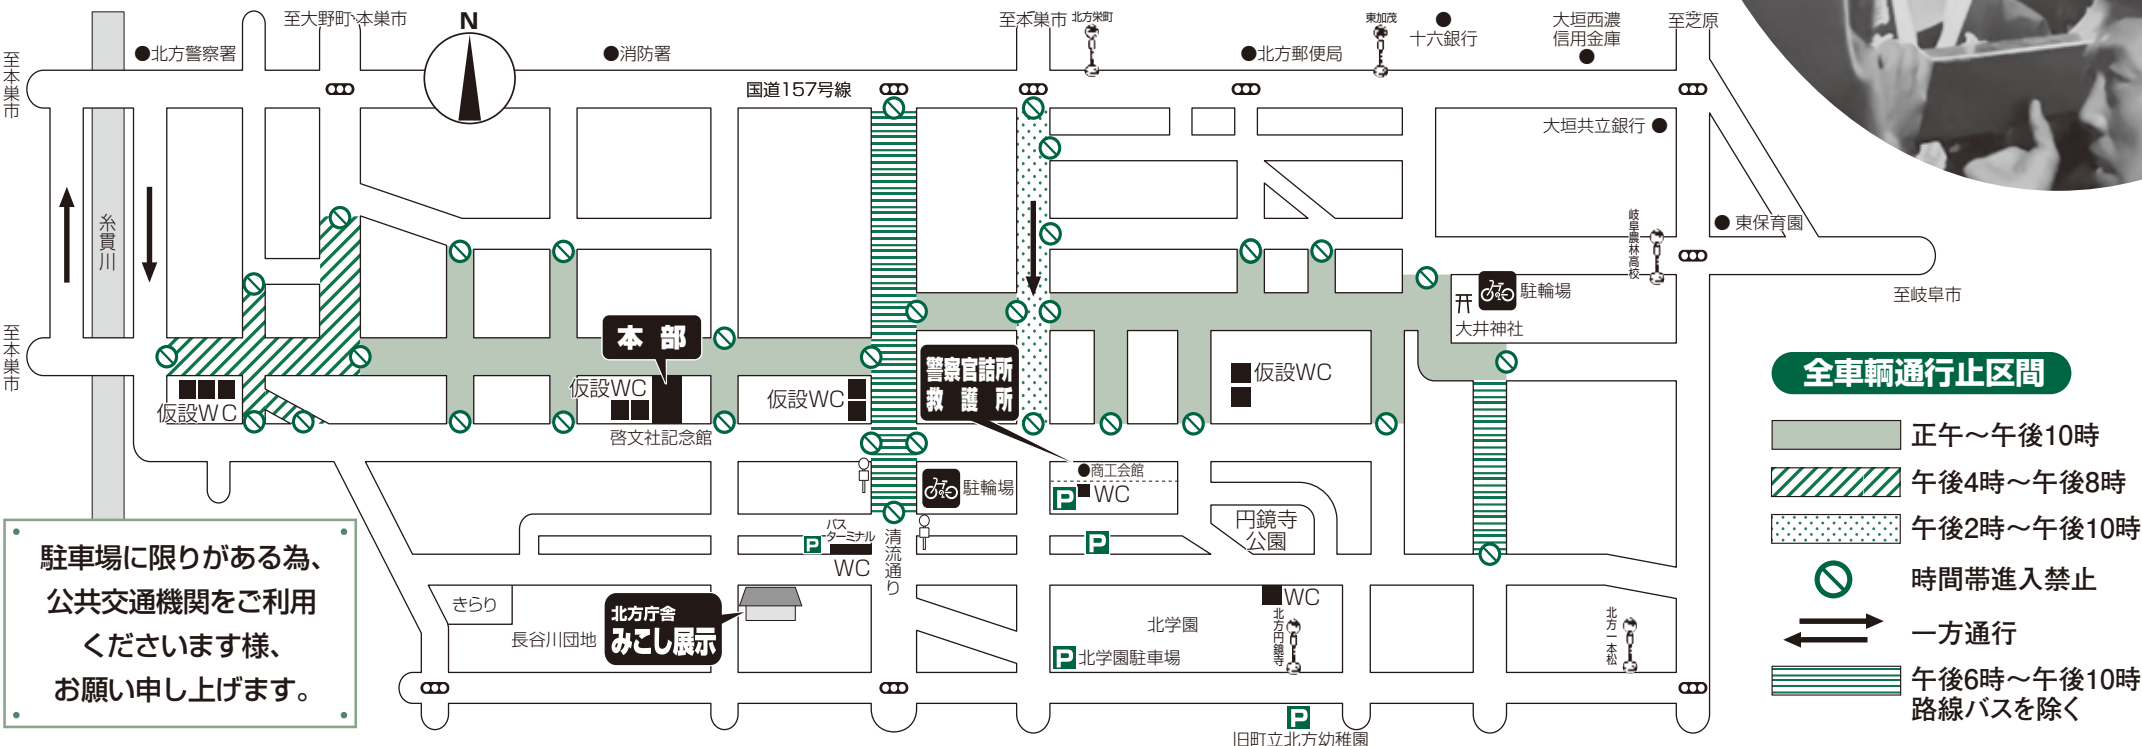 至大野町・本巣市
N
至本巣市
北方栄町
東加茂
十六銀行
大垣西濃
信用金庫
至芝原
至本巣市
北方警察署
消防署
北方郵便局
国道157号線
大垣共立銀行
糸貫川
東保育園
岐阜農林高校
至岐阜市
駐輪場
大井神社
至本巣市
本部
警察官詰所
救護所
仮設WC
仮設WC
仮設WC
仮設WC
啓文社記念館
商工会館
P
WC
駐輪場
円鏡寺
公園
バス
ターミナル
P
WC
清流通り
P
きらり
長谷川団地
北方庁舎
みこし展示
北学園
WC
北方円鏡寺
北方一本松
P
北学園駐車場
P
旧町立北方幼稚園
駐車場に限りがある為、
公共交通機関をご利用
くださいます様、
お願い申し上げます。
全車輌通行止区間
正午～午後10時
午後4時～午後8時
午後2時～午後10時
時間帯進入禁止
一方通行
午後6時～午後10時
路線バスを除く